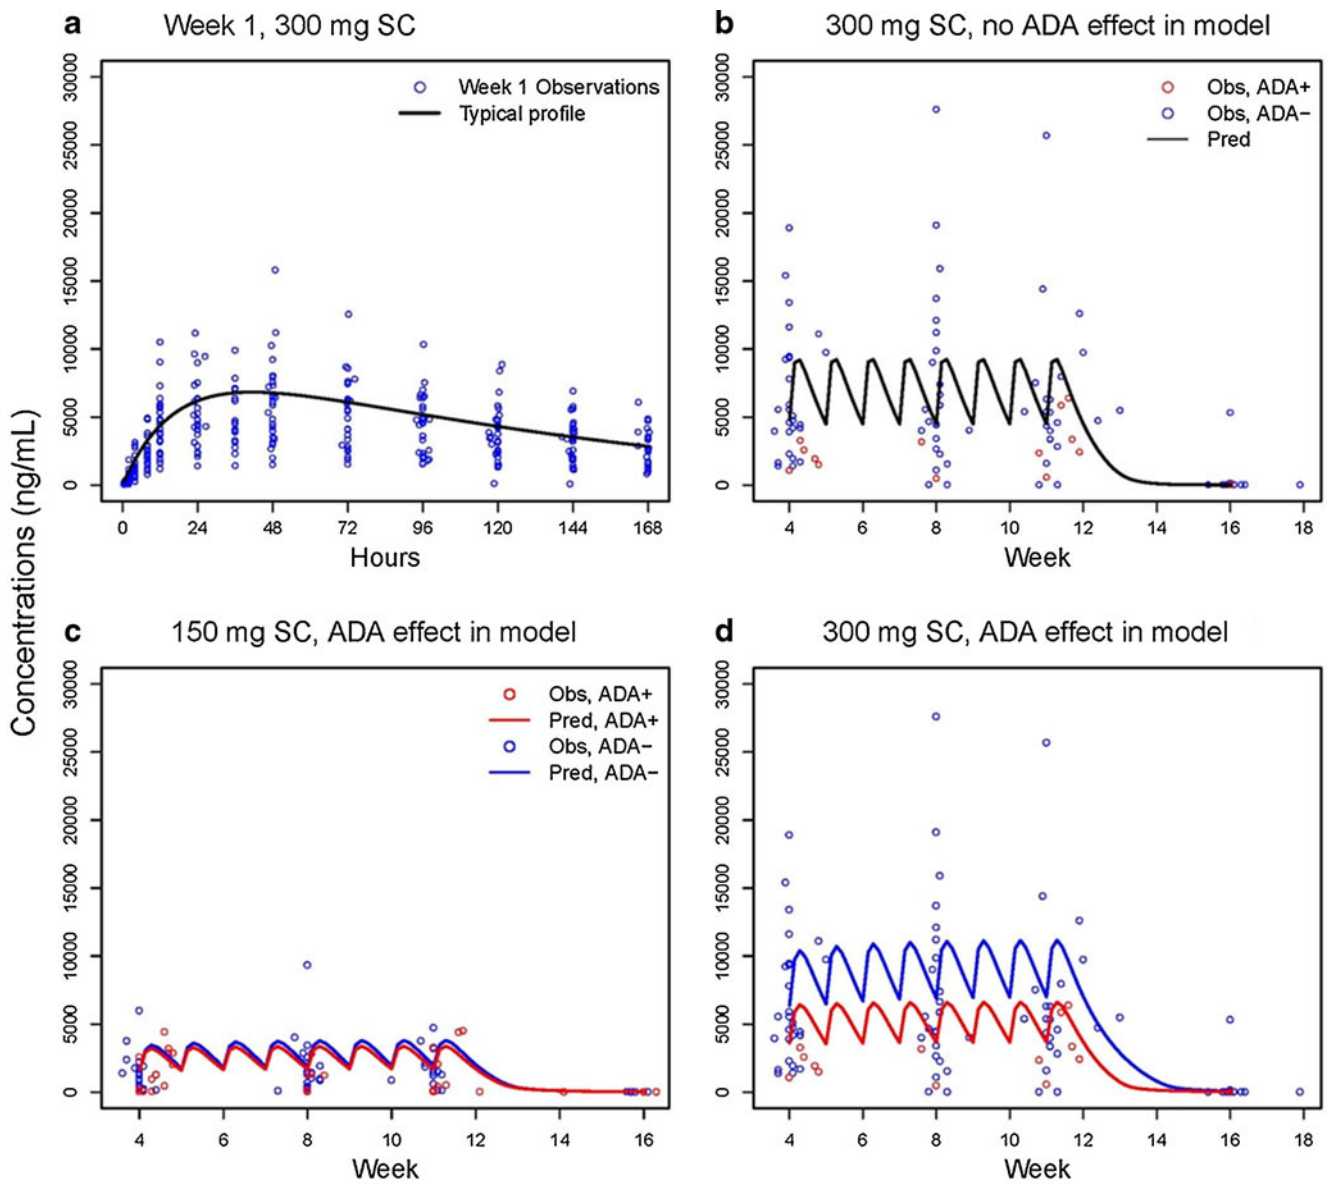 a Week 1, 300 mg SC
30000
25000
20000
15000
10000
5000
0
Week 1 Observations
Typical profile
0 24 48 72 96 120 144 168
Hours
b 300 mg SC, no ADA effect in model
30000
25000
20000
15000
10000
5000
0
Obs, ADA+
Obs, ADA−
Pred
4 6 8 10 12 14 16 18
Week
Concentrations (ng/mL)
c 150 mg SC, ADA effect in model
30000
25000
20000
15000
10000
5000
0
Obs, ADA+
Pred, ADA+
Obs, ADA−
Pred, ADA−
4 6 8 10 12 14 16
Week
d 300 mg SC, ADA effect in model
30000
25000
20000
15000
10000
5000
0
4 6 8 10 12 14 16 18
Week